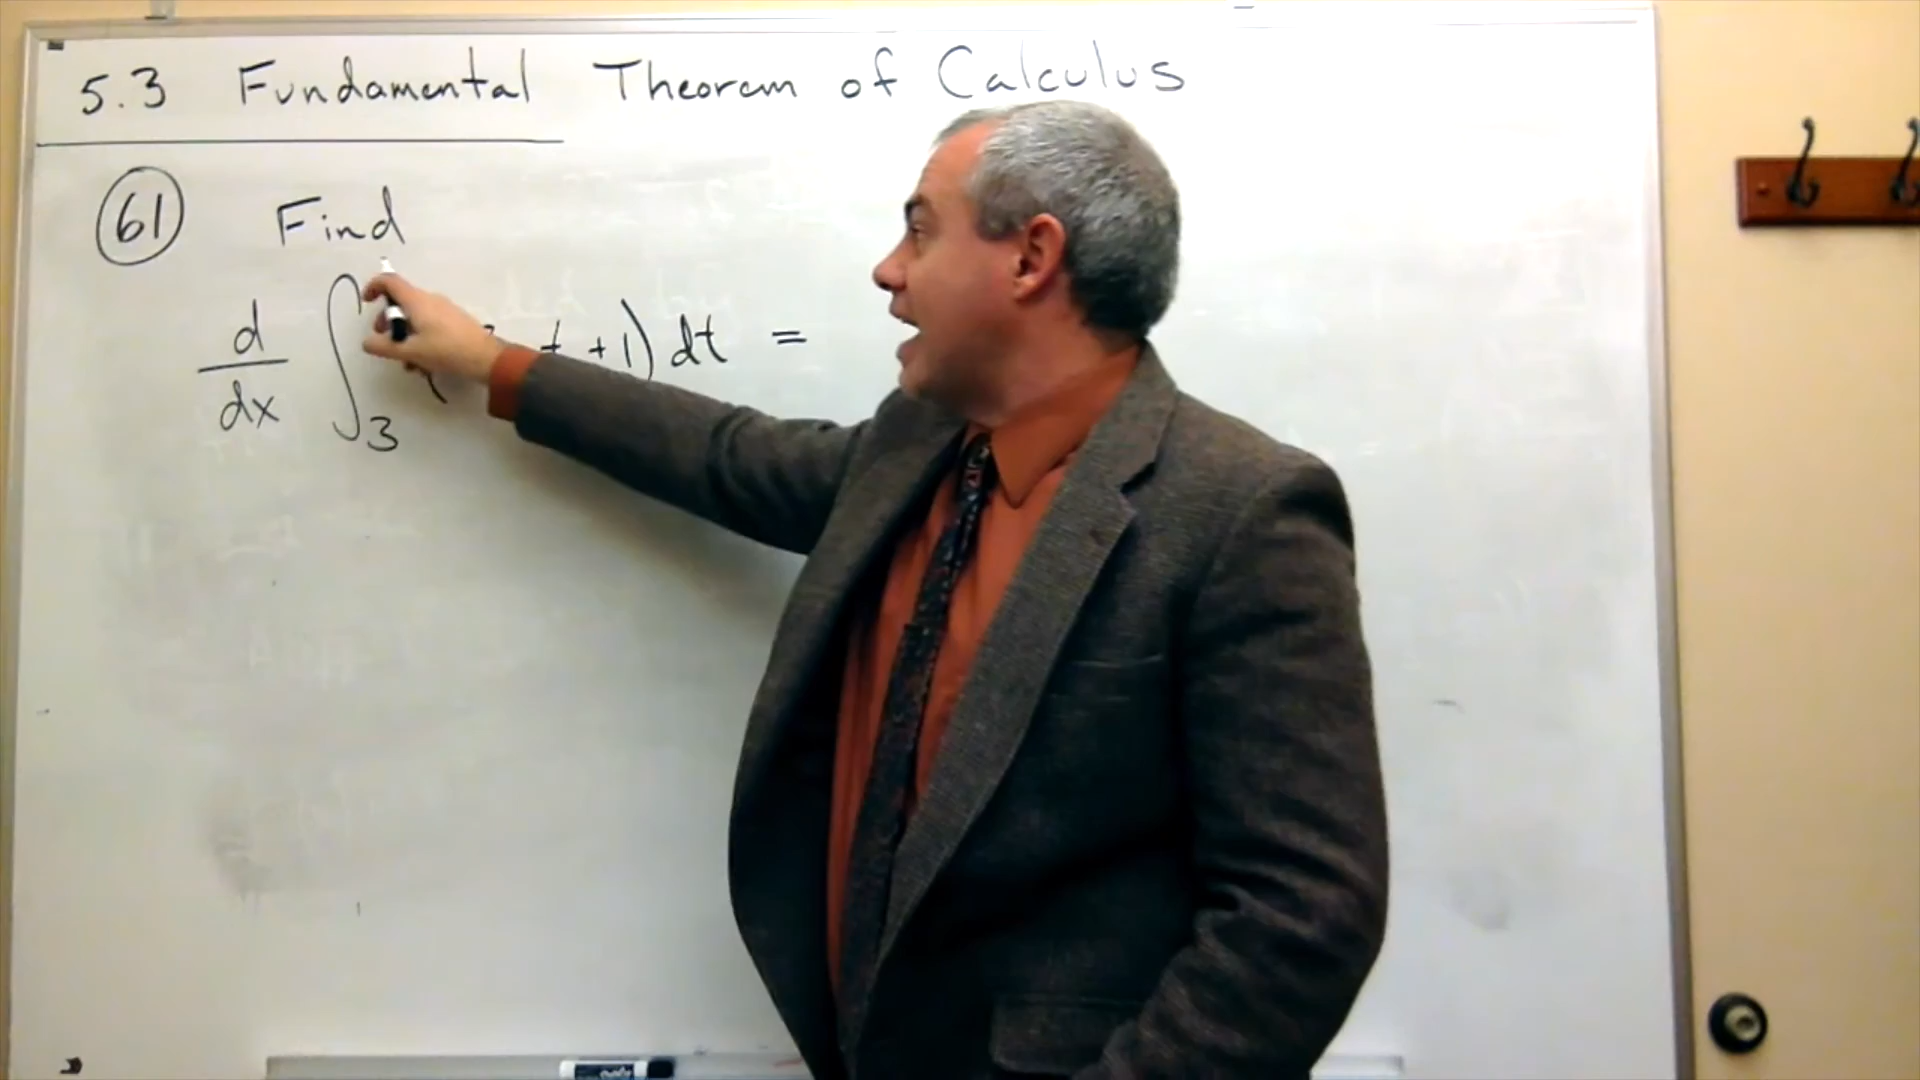 5.3 Fundamental Theorem of Calculus
61 Find
d/dx ∫ 3 ( t +1) dt =